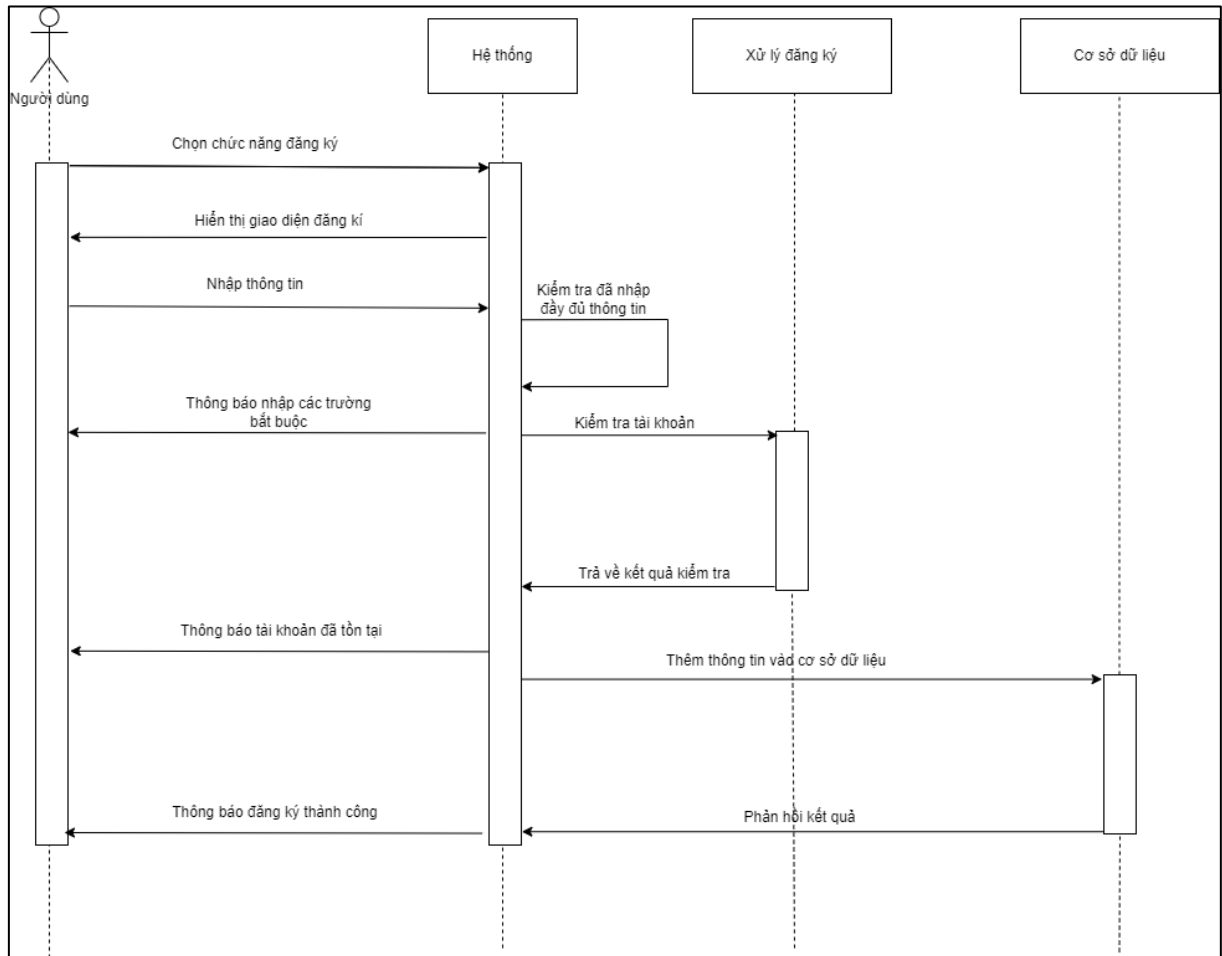 Người dùng
Hệ thống
Xử lý đăng ký
Cơ sở dữ liệu
Chọn chức năng đăng ký
Hiển thị giao diện đăng kí
Nhập thông tin
Kiểm tra đã nhập
đầy đủ thông tin
Thông báo nhập các trường
bắt buộc
Kiểm tra tài khoản
Trả về kết quả kiểm tra
Thông báo tài khoản đã tồn tại
Thêm thông tin vào cơ sở dữ liệu
Thông báo đăng ký thành công
Phản hồi kết quả